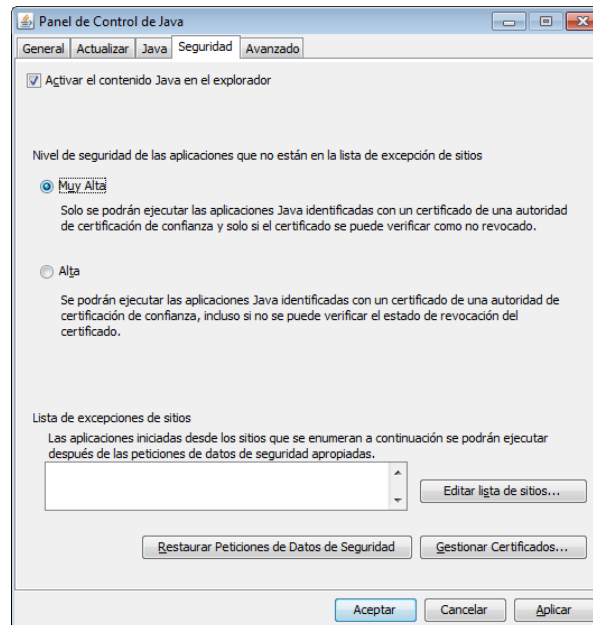 Panel de Control de Java
General Actualizar Java Seguridad Avanzado
Activar el contenido Java en el explorador
Nivel de seguridad de las aplicaciones que no están en la lista de excepción de sitios
Muy Alta
Solo se podrán ejecutar las aplicaciones Java identificadas con un certificado de una autoridad
de certificación de confianza y solo si el certificado se puede verificar como no revocado.
Alta
Se podrán ejecutar las aplicaciones Java identificadas con un certificado de una autoridad de
certificación de confianza, incluso si no se puede verificar el estado de revocación del
certificado.
Lista de excepciones de sitios
Las aplicaciones iniciadas desde los sitios que se enumeran a continuación se podrán ejecutar
después de las peticiones de datos de seguridad apropiadas.
Editar lista de sitios...
Restaurar Peticiones de Datos de Seguridad Gestionar Certificados...
Aceptar Cancelar Aplicar